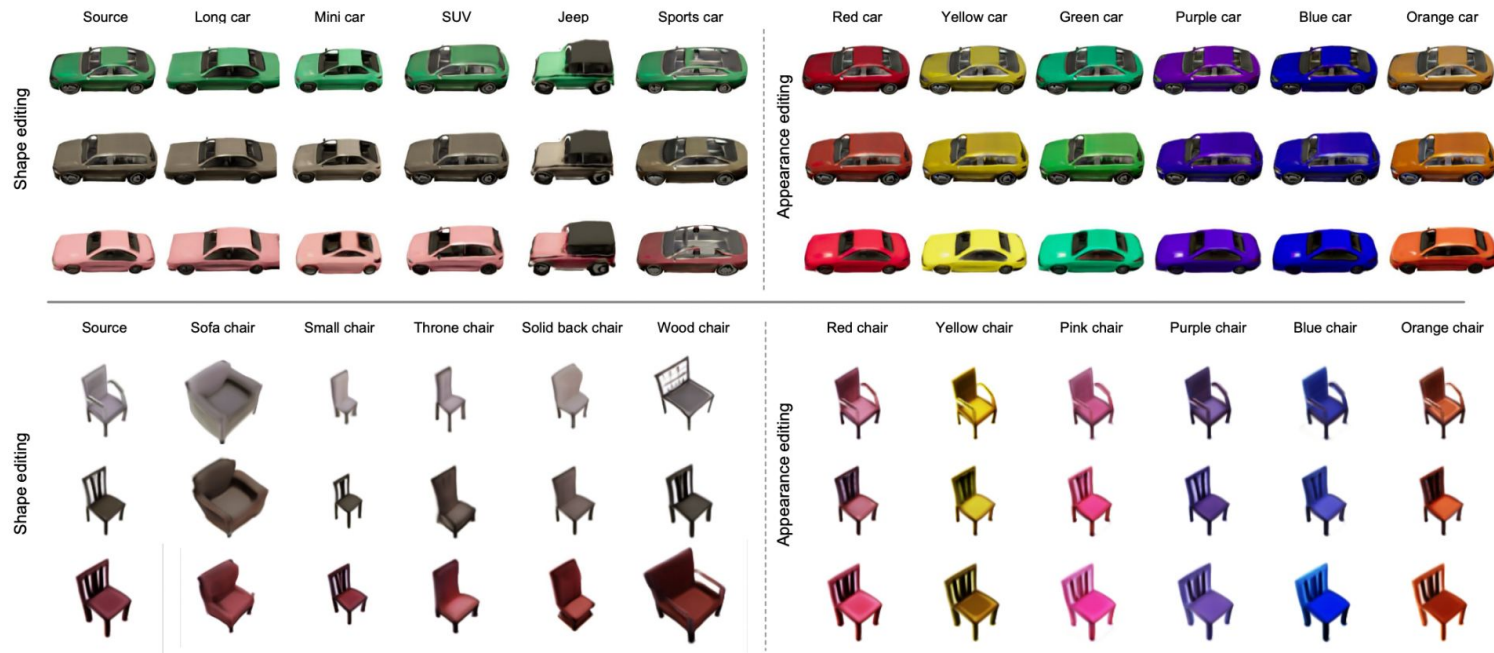 Source Long car Mini car SUV Jeep Sports car
Red car Yellow car Green car Purple car Blue car Orange car
Shape editing
Appearance editing
Source Sofa chair Small chair Throne chair Solid back chair Wood chair
Red chair Yellow chair Pink chair Purple chair Blue chair Orange chair
Shape editing
Appearance editing